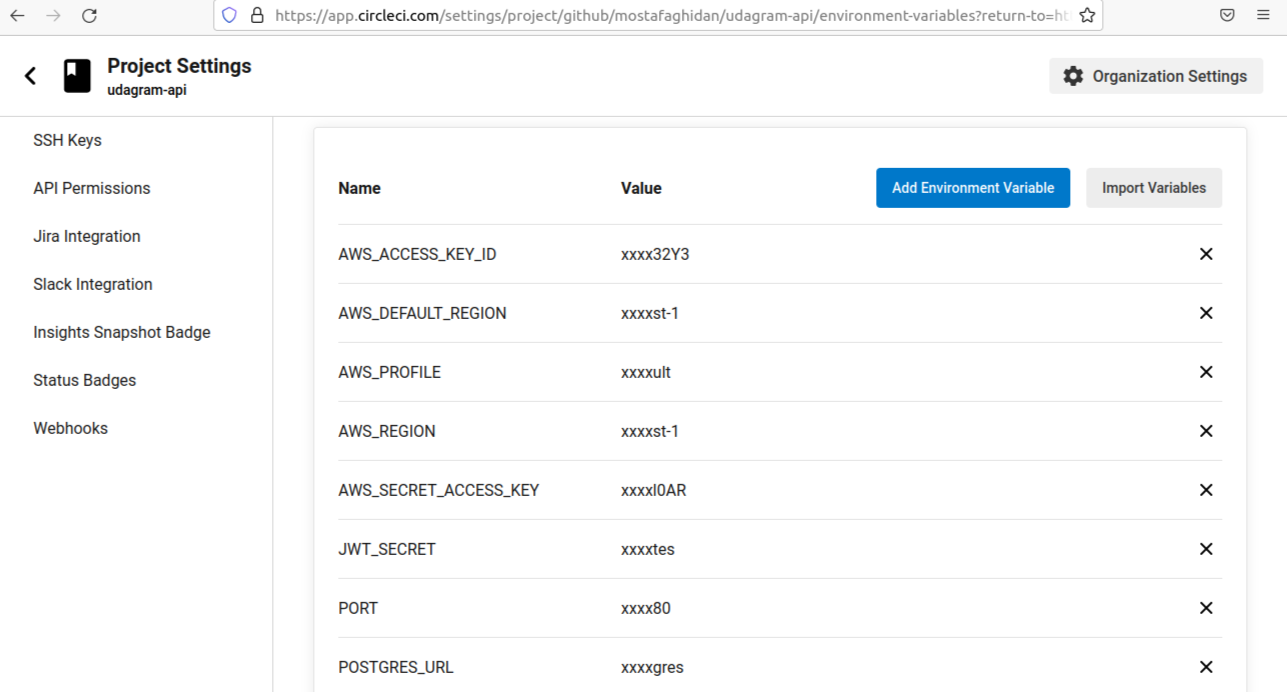 https://app.circleci.com/settings/project/github/mostafaghidan/udagram-api/environment-variables?return-to=ht
Project Settings
udagram-api
Organization Settings
SSH Keys
API Permissions
Jira Integration
Slack Integration
Insights Snapshot Badge
Status Badges
Webhooks
Name Value Add Environment Variable Import Variables
AWS_ACCESS_KEY_ID xxxx32Y3
AWS_DEFAULT_REGION xxxxst-1
AWS_PROFILE xxxxult
AWS_REGION xxxxst-1
AWS_SECRET_ACCESS_KEY xxxxl0AR
JWT_SECRET xxxxtes
PORT xxxx80
POSTGRES_URL xxxxgres